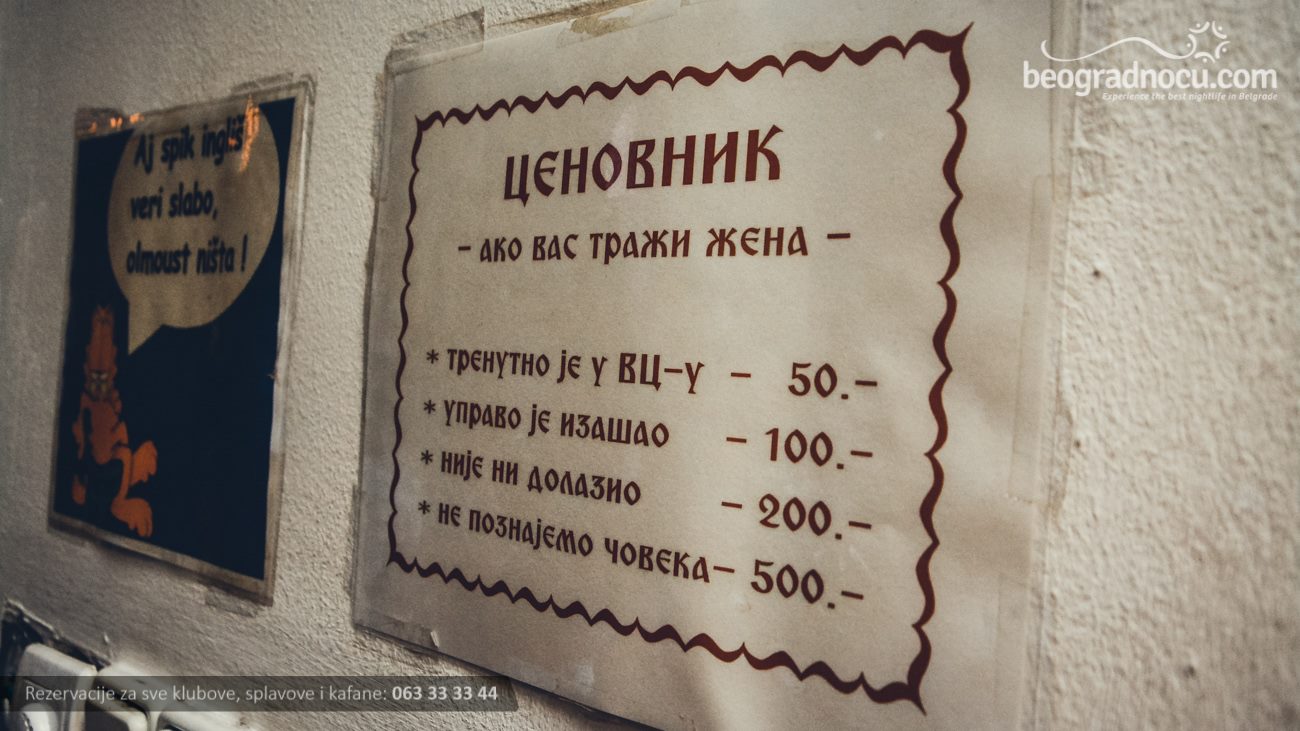 Aj spik ingliš
veri slabo,
olmoust ništa !
ЦЕНОВНИК
- АКО ВАС ТРАЖИ ЖЕНА -
* ТРЕНУТНО ЈЕ У ВЦ-У - 50.-
* УПРАВО ЈЕ ИЗАШАО - 100.-
* НИЈЕ НИ ДОЛАЗИО - 200.-
* НЕ ПОЗНАЈЕМО ЧОВЕКА - 500.-
beogradnocu.com
Experience the best nightlife in Belgrade
Rezervacije za sve klubove, splavove i kafane: 063 33 33 44